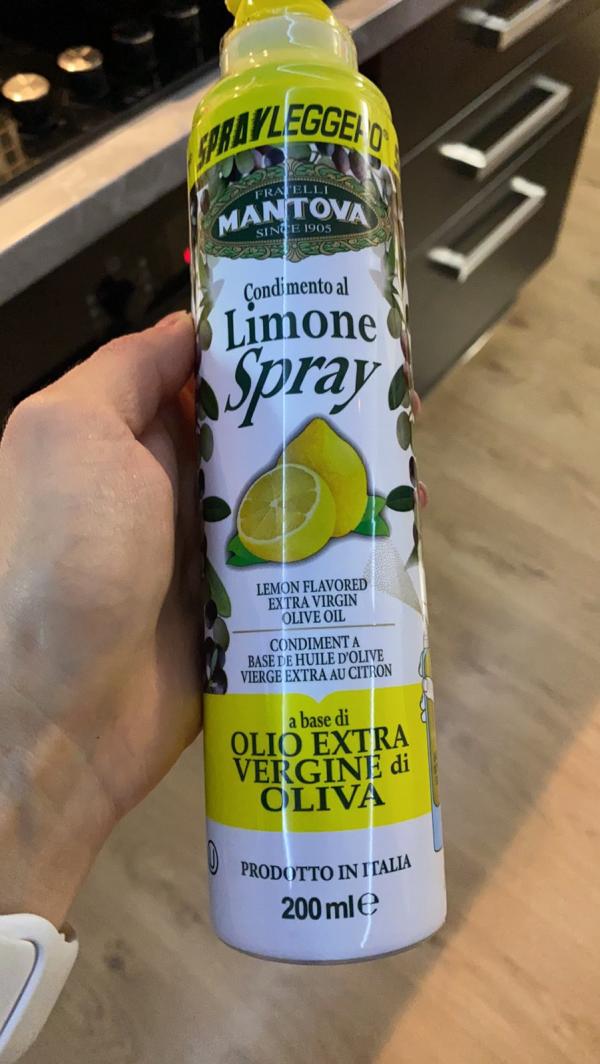 SPRAYLEGGERO®
FRATELLI
MANTOVA
SINCE 1905
Condimento al
Limone
Spray
LEMON FLAVORED
EXTRA VIRGIN
OLIVE OIL
CONDIMENT A
BASE DE HUILE D'OLIVE
VIERGE EXTRA AU CITRON
a base di
OLIO EXTRA
VERGINE di
OLIVA
PRODOTTO IN ITALIA
200 ml e